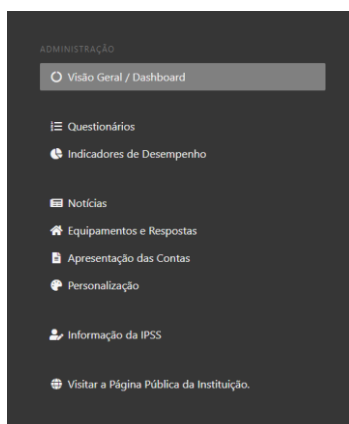 ADMINISTRAÇÃO
Visão Geral / Dashboard
Questionários
Indicadores de Desempenho
Notícias
Equipamentos e Respostas
Apresentação das Contas
Personalização
Informação da IPSS
Visitar a Página Pública da Instituição.